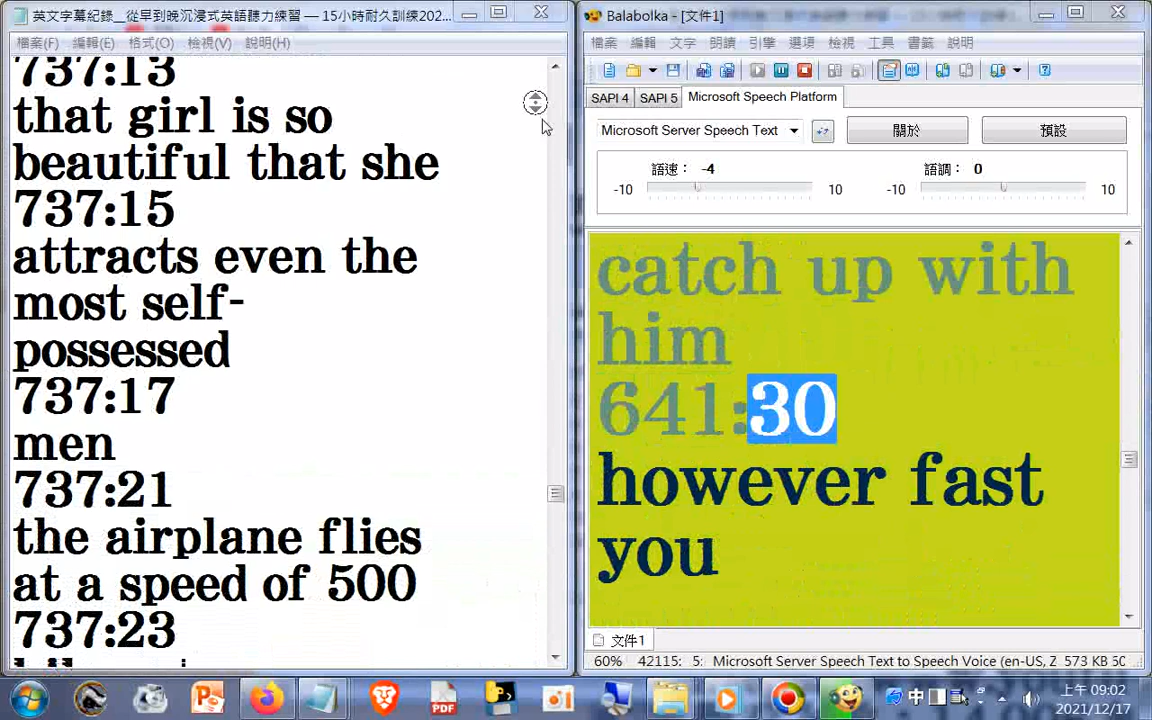 英文字幕紀錄__從早到晚沉浸式英語聽力練習 — 15小時耐久訓練202...
檔案(F) 編輯(E) 格式(O) 檢視(V) 說明(H)
737:13
that girl is so
beautiful that she
737:15
attracts even the
most self-
possessed
737:17
men
737:21
the airplane flies
at a speed of 500
737:23
Balabolka - [文件1]
檔案 編輯 文字 朗讀 引擎 選項 檢視 工具 書籤 說明
SAPI 4 SAPI 5 Microsoft Speech Platform
Microsoft Server Speech Text 關於 預設
語速： -4 語調： 0
-10 10 -10 10
catch up with
him
641:30
however fast
you
文件1
60% 42115: 5: Microsoft Server Speech Text to Speech Voice (en-US, Z 573 KB 50
中
上午 09:02
2021/12/17